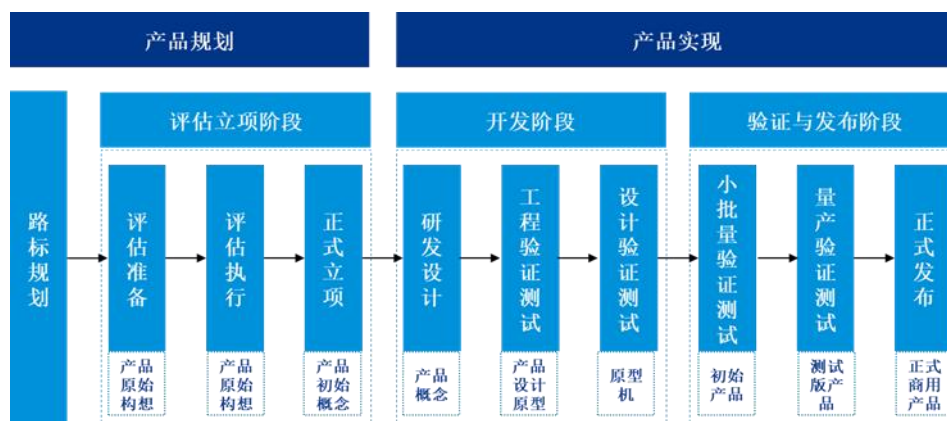 产品规划
产品实现
评估立项阶段
开发阶段
验证与发布阶段
路标规划
评估准备
评估执行
正式立项
研发设计
工程验证测试
设计验证测试
小批量验证测试
量产验证测试
正式发布
产品
原始
构想
产品
原始
构想
产品
初始
概念
产品
概念
产品
设计
原型
原型
机
初始
产品
测试
版产
品
正式
商用
产品